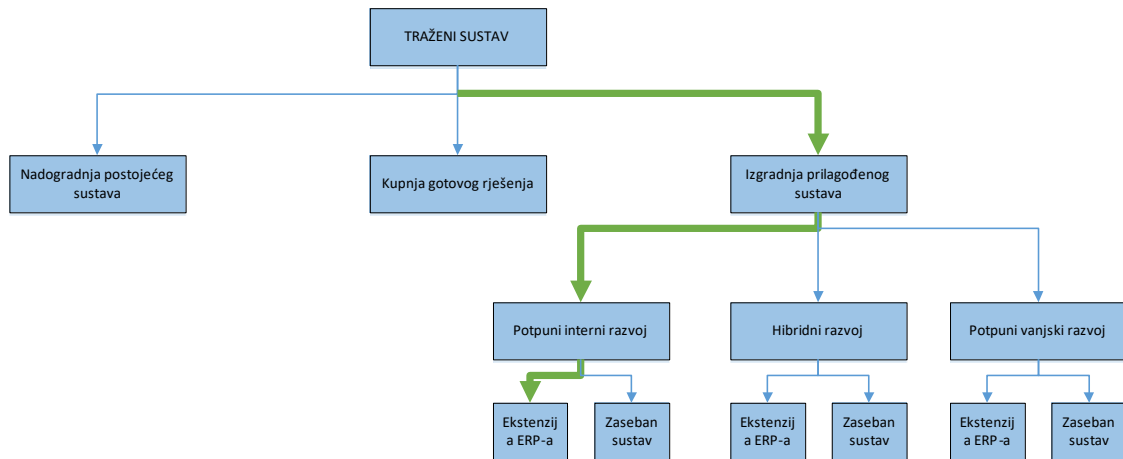 TRAŽENI SUSTAV
Nadogradnja postojećeg
sustava
Kupnja gotovog rješenja
Izgradnja prilagođenog
sustava
Potpuni interni razvoj
Hibridni razvoj
Potpuni vanjski razvoj
Ekstenzij
a ERP-a
Zaseban
sustav
Ekstenzij
a ERP-a
Zaseban
sustav
Ekstenzij
a ERP-a
Zaseban
sustav